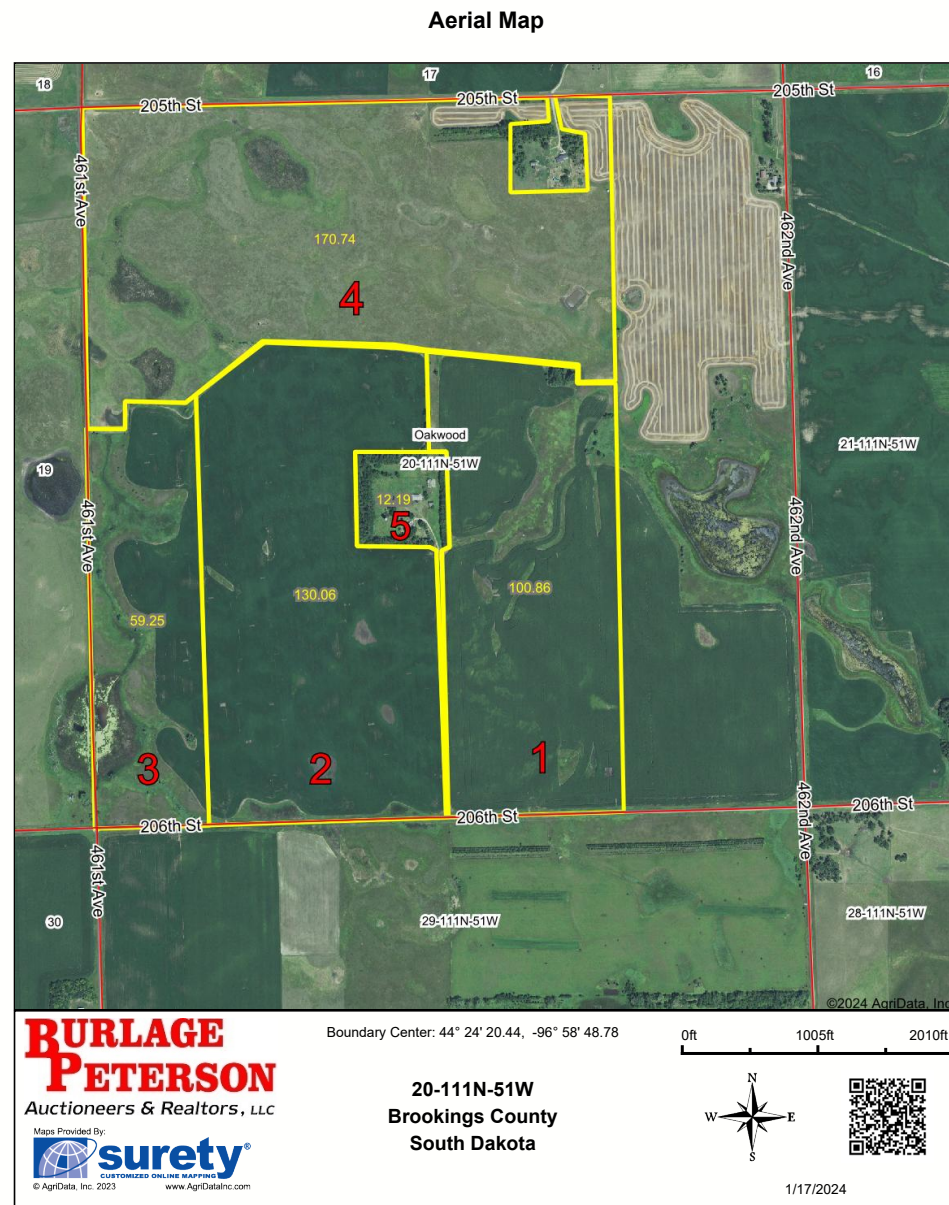 Aerial Map
18
17
16
205th St
205th St
205th St
461st Ave
462nd Ave
170.74
4
Oakwood
20-111N-51W
21-111N-51W
19
12.19
5
461st Ave
462nd Ave
130.06
100.86
59.25
3
2
1
206th St
206th St
206th St
461st Ave
462nd Ave
30
29-111N-51W
28-111N-51W
©2024 AgriData, Inc
BURLAGE
PETERSON
Auctioneers & Realtors, LLC
Maps Provided By:
surety®
CUSTOMIZED ONLINE MAPPING
© AgriData, Inc. 2023 www.AgriDataInc.com
Boundary Center: 44° 24' 20.44, -96° 58' 48.78
20-111N-51W
Brookings County
South Dakota
0ft 1005ft 2010ft
N
W E
S
1/17/2024